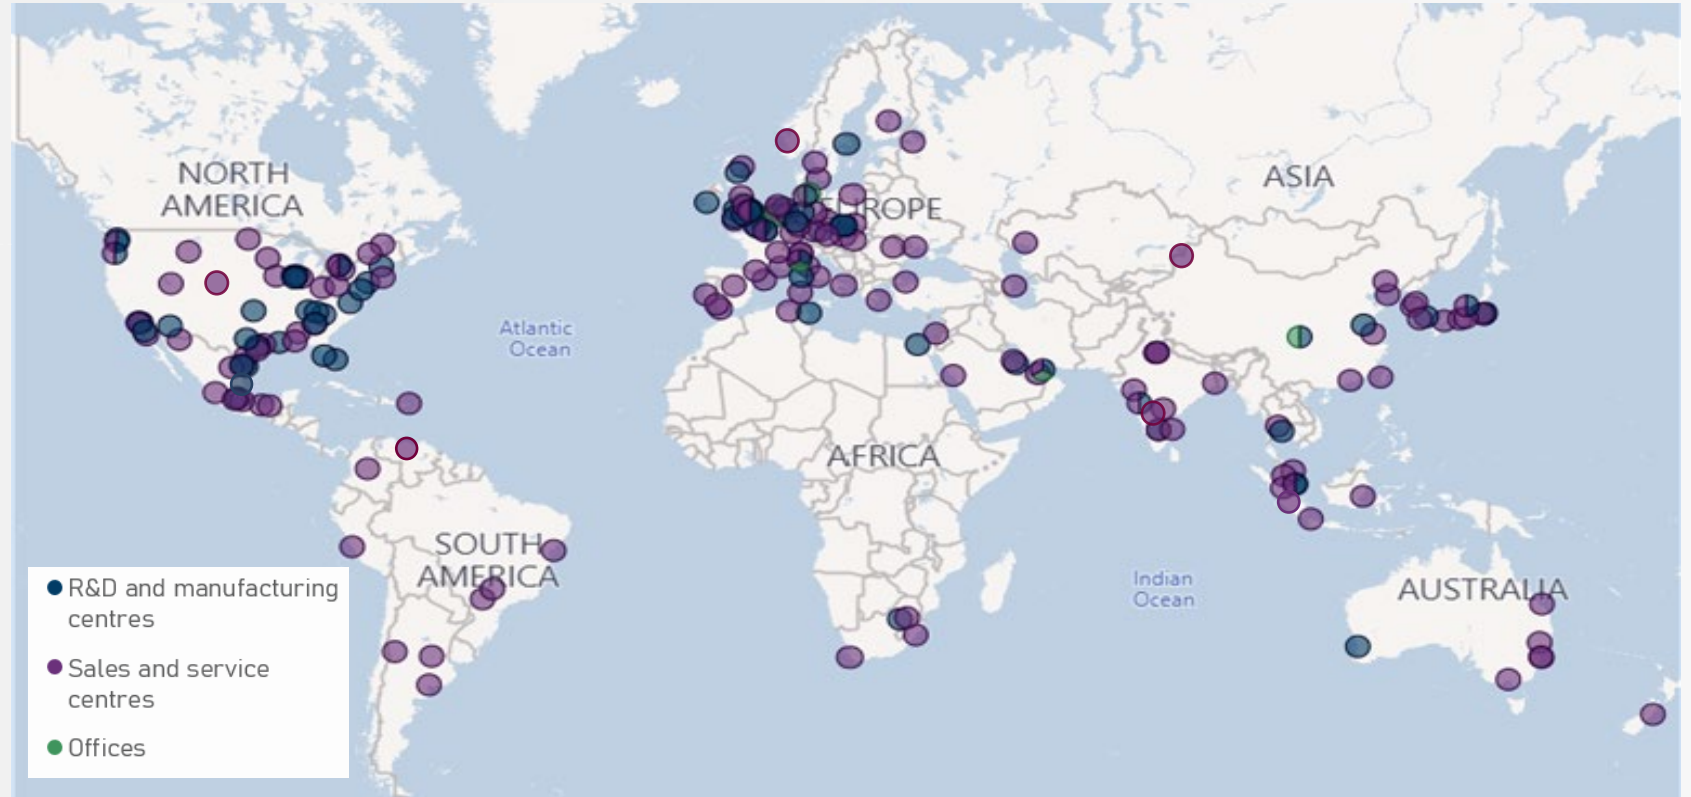 NORTH
AMERICA
ASIA
EUROPE
Atlantic
Ocean
AFRICA
SOUTH
AMERICA
Indian
Ocean
AUSTRALIA
R&D and manufacturing
centres
Sales and service
centres
Offices